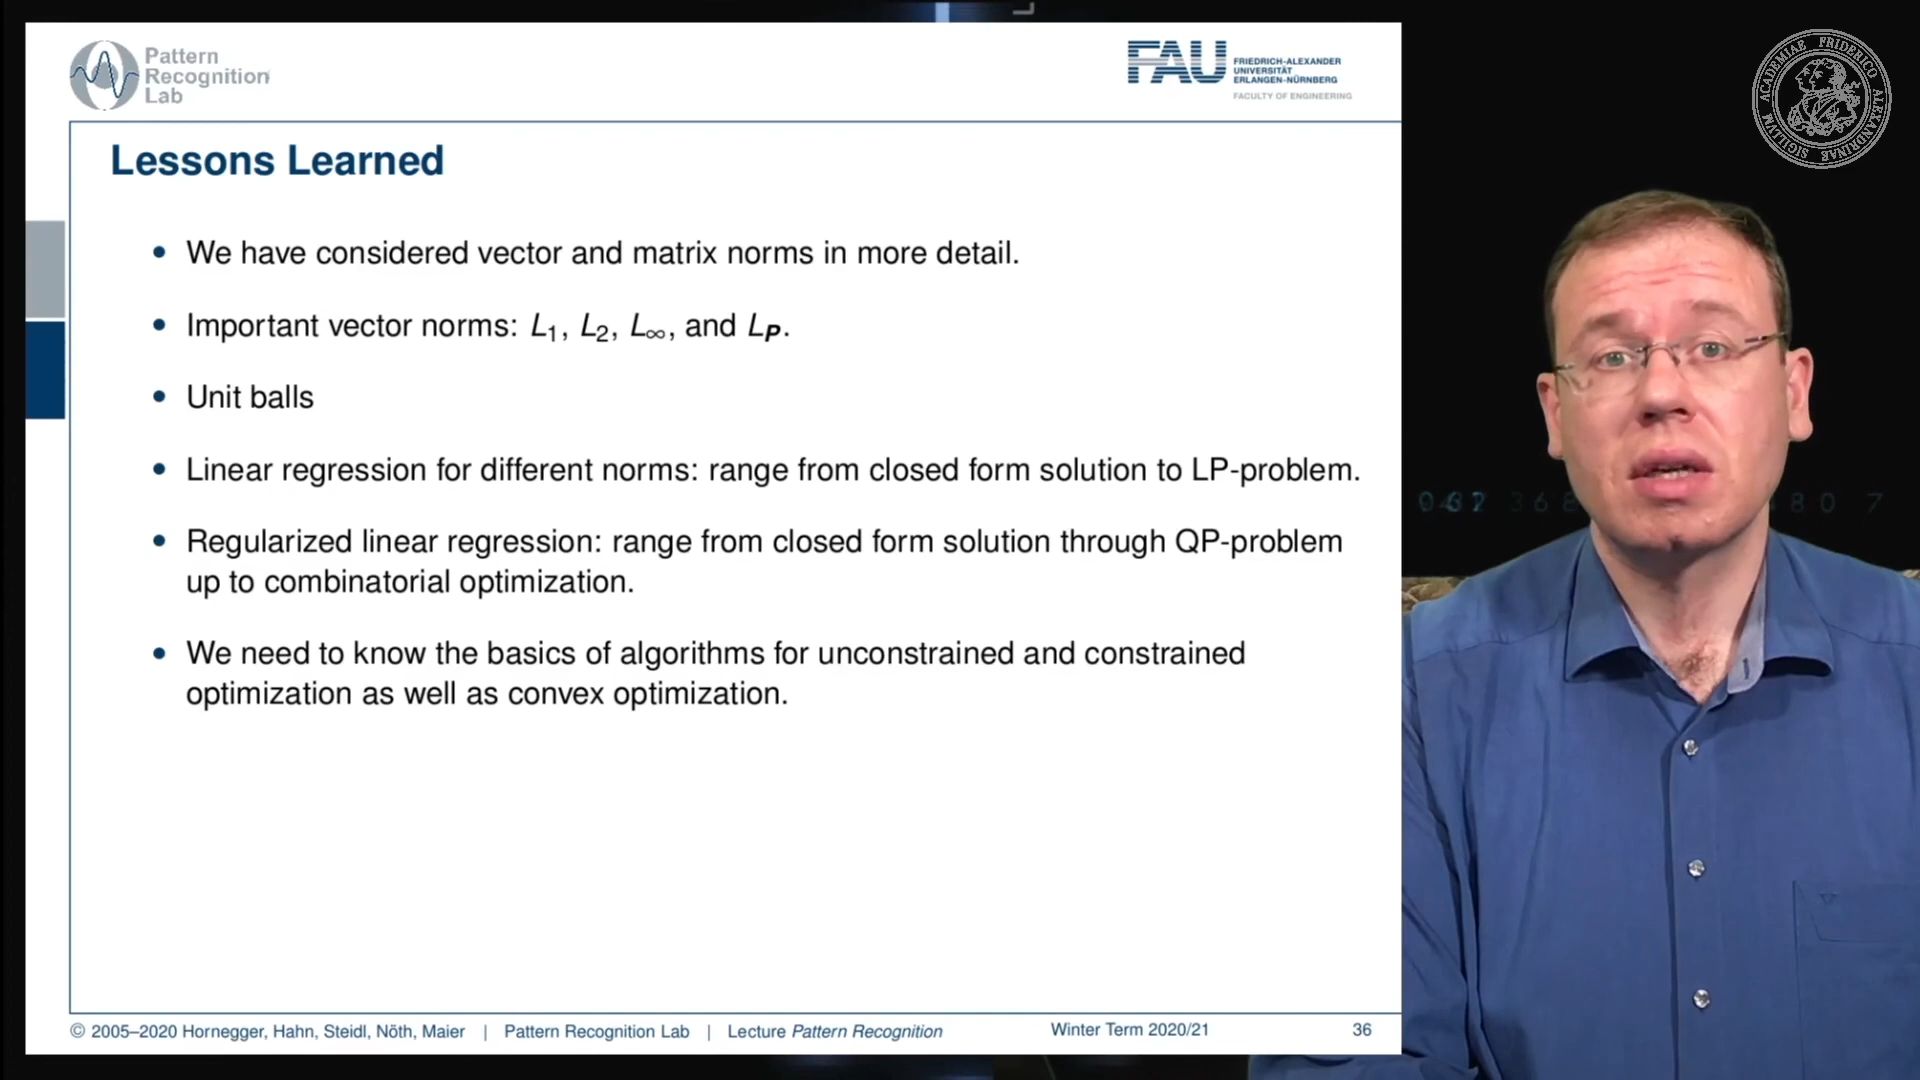 Pattern
Recognition
Lab
FAU
FRIEDRICH-ALEXANDER
UNIVERSITÄT
ERLANGEN-NÜRNBERG
FACULTY OF ENGINEERING
ACADEMIAE FRIDERICO ALEXANDRINAE SIGILLVM
Lessons Learned
• We have considered vector and matrix norms in more detail.
• Important vector norms: L₁, L₂, L∞, and L_P.
• Unit balls
• Linear regression for different norms: range from closed form solution to LP-problem.
• Regularized linear regression: range from closed form solution through QP-problem
up to combinatorial optimization.
• We need to know the basics of algorithms for unconstrained and constrained
optimization as well as convex optimization.
© 2005–2020 Hornegger, Hahn, Steidl, Nöth, Maier | Pattern Recognition Lab | Lecture Pattern Recognition Winter Term 2020/21 36